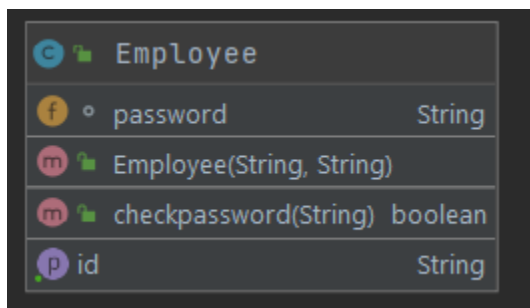 C Employee
f password String
m Employee(String, String)
m checkpassword(String) boolean
p id String